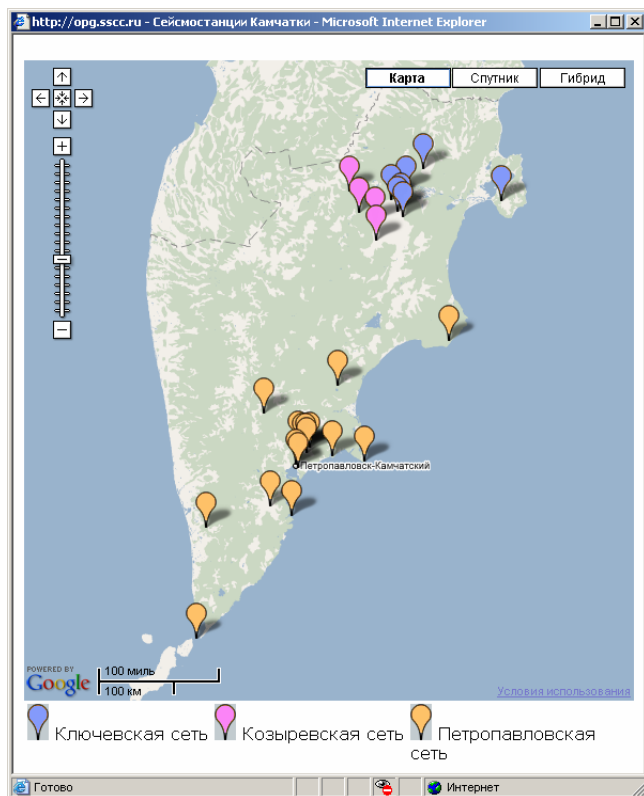 http://opg.sscc.ru - Сейсмостанции Камчатки - Microsoft Internet Explorer
Карта
Спутник
Гибрид
Петропавловск-Камчатский
POWERED BY
Google
100 миль
100 км
Условия использования
Ключевская сеть
Козыревская сеть
Петропавловская
сеть
Готово
Интернет